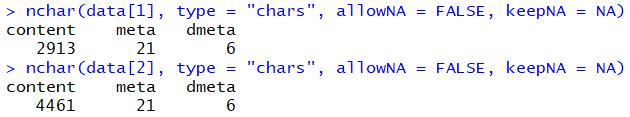 > nchar(data[1], type = "chars", allowNA = FALSE, keepNA = NA)
content meta dmeta
2913 21 6
> nchar(data[2], type = "chars", allowNA = FALSE, keepNA = NA)
content meta dmeta
4461 21 6